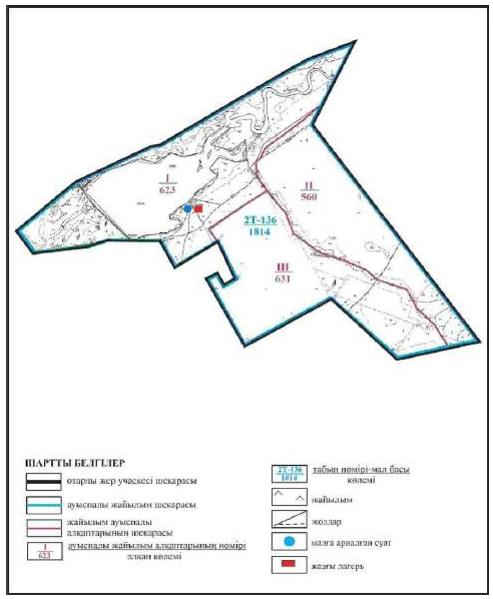 I
623
II
560
2Т-136
1814
III
631
ШАРТТЫ БЕЛГІЛЕР
отарлы жер учаскесі шекарасы
ауыспалы жайылым шекарасы
жайылым ауыспалы
алқаптарының шекарасы
I
623
ауыспалы жайылым алқаптарының нөмірі
алқап көлемі
2Т-136
1814
табын нөмірі-мал басы
көлемі
жайылым
жолдар
малға арналған суат
жазғы лагерь